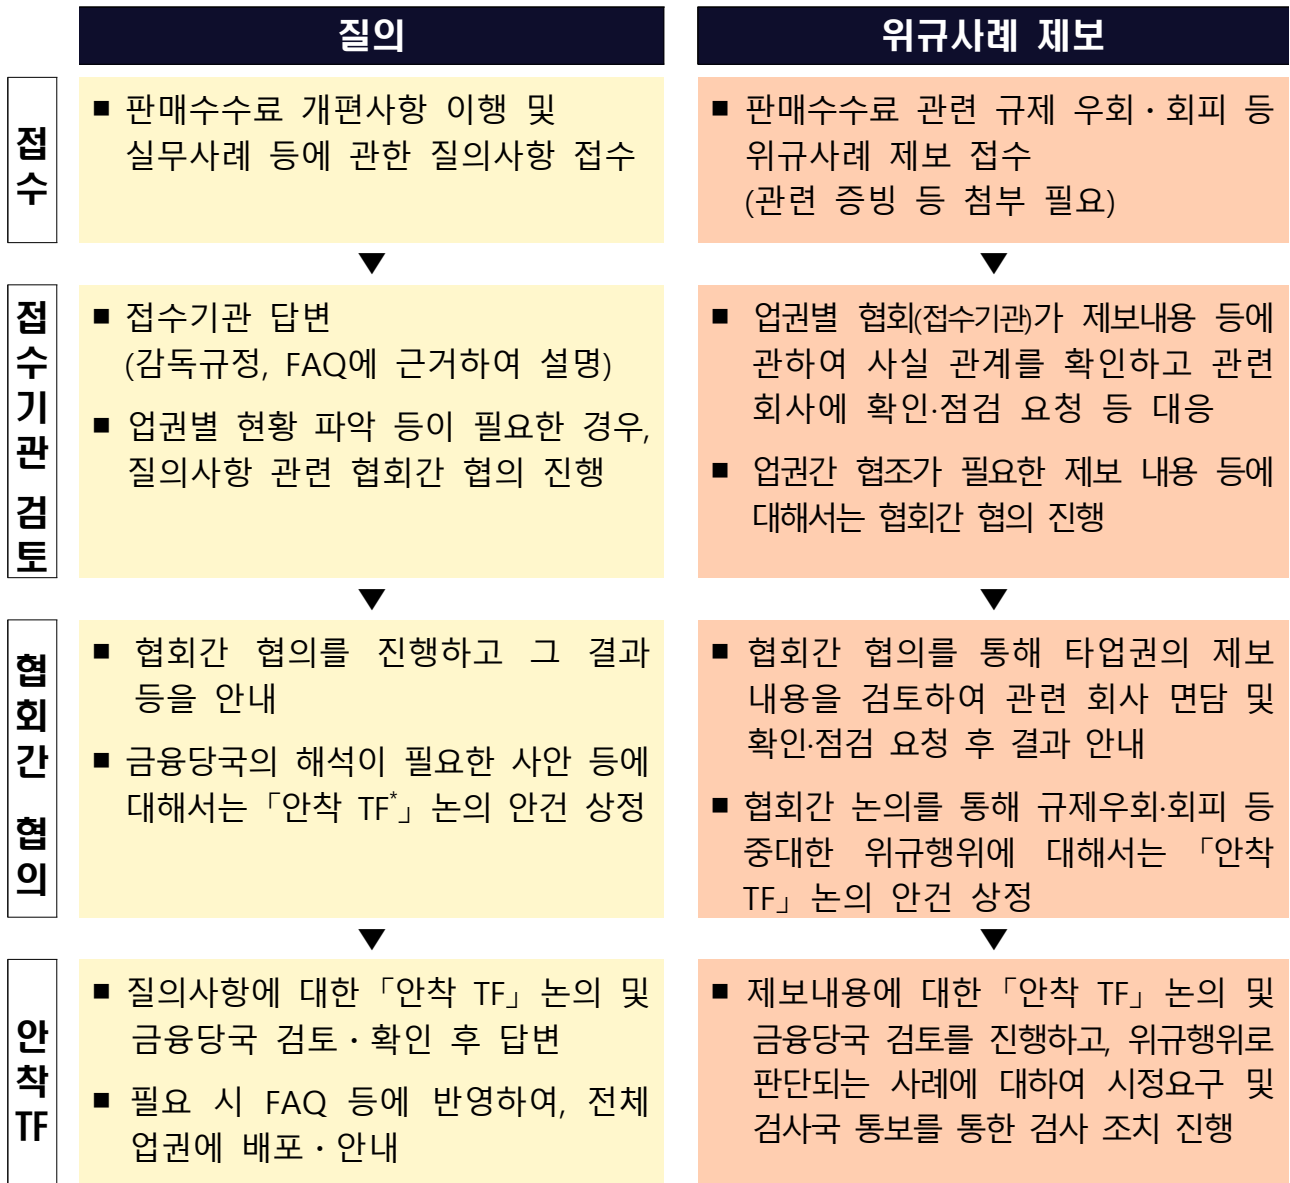 질의
위규사례 제보
접수
■ 판매수수료 개편사항 이행 및
실무사례 등에 관한 질의사항 접수
■ 판매수수료 관련 규제 우회·회피 등
위규사례 제보 접수
(관련 증빙 등 첨부 필요)
▼
▼
접수기관 검토
■ 접수기관 답변
(감독규정, FAQ에 근거하여 설명)
■ 업권별 현황 파악 등이 필요한 경우,
질의사항 관련 협회간 협의 진행
■ 업권별 협회(접수기관)가 제보내용 등에
관하여 사실 관계를 확인하고 관련
회사에 확인·점검 요청 등 대응
■ 업권간 협조가 필요한 제보 내용 등에
대해서는 협회간 협의 진행
▼
▼
협회간 협의
■ 협회간 협의를 진행하고 그 결과
등을 안내
■ 금융당국의 해석이 필요한 사안 등에
대해서는「안착 TF*」논의 안건 상정
■ 협회간 협의를 통해 타업권의 제보
내용을 검토하여 관련 회사 면담 및
확인·점검 요청 후 결과 안내
■ 협회간 논의를 통해 규제우회·회피 등
중대한 위규행위에 대해서는 「안착
TF」논의 안건 상정
▼
▼
안착 TF
■ 질의사항에 대한「안착 TF」논의 및
금융당국 검토·확인 후 답변
■ 필요 시 FAQ 등에 반영하여, 전체
업권에 배포·안내
■ 제보내용에 대한「안착 TF」논의 및
금융당국 검토를 진행하고, 위규행위로
판단되는 사례에 대하여 시정요구 및
검사국 통보를 통한 검사 조치 진행